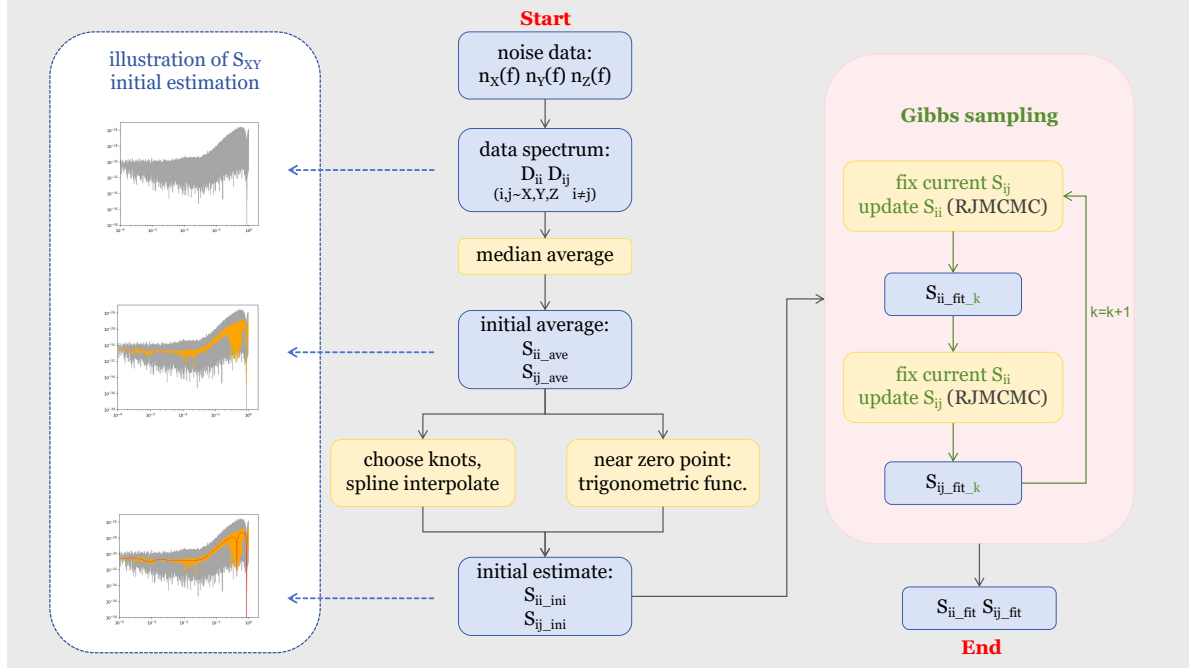 Start
noise data:
n_X(f) n_Y(f) n_Z(f)
data spectrum:
D_ii D_ij
(i,j~X,Y,Z i≠j)
median average
initial average:
S_ii_ave
S_ij_ave
choose knots,
spline interpolate
near zero point:
trigonometric func.
initial estimate:
S_ii_ini
S_ij_ini
illustration of S_XY
initial estimation
Gibbs sampling
fix current S_ij
update S_ii (RJMCMC)
S_ii_fit_k
fix current S_ii
update S_ij (RJMCMC)
S_ij_fit_k
k=k+1
S_ii_fit S_ij_fit
End